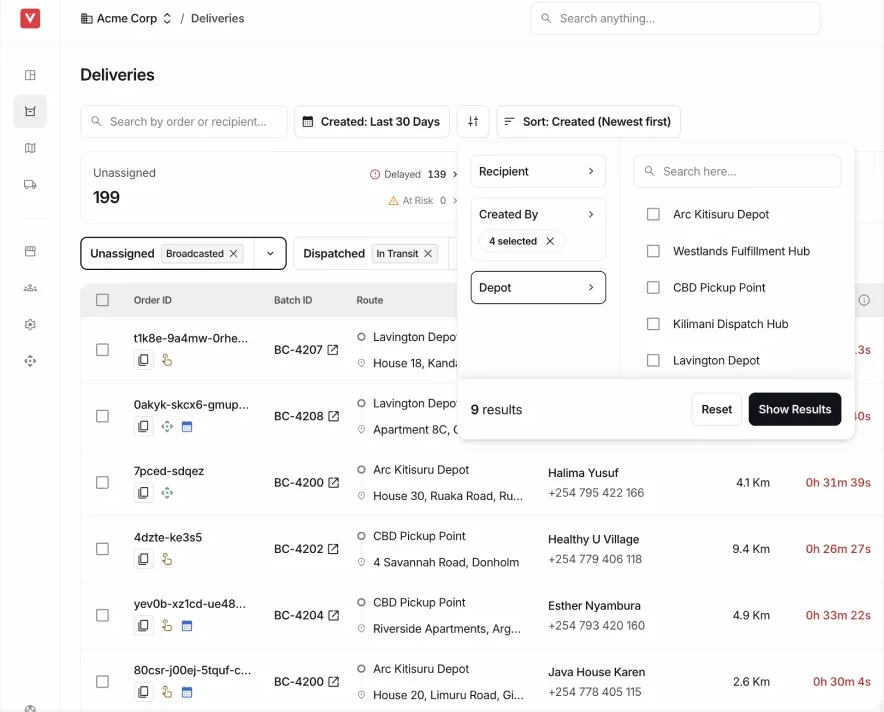 Acme Corp / Deliveries
Search anything...
Deliveries
Search by order or recipient...
Created: Last 30 Days
Sort: Created (Newest first)
Unassigned
199
Delayed 139
At Risk 0
Unassigned Broadcasted
Dispatched In Transit
Recipient
Created By
4 selected
Depot
Search here...
Arc Kitisuru Depot
Westlands Fulfillment Hub
CBD Pickup Point
Kilimani Dispatch Hub
Lavington Depot
9 results
Reset
Show Results
Order ID Batch ID Route
t1k8e-9a4mw-0rhe...
BC-4207
Lavington Depo
House 18, Kanda
.3s
0akyk-skcx6-gmup...
BC-4208
Lavington Depo
Apartment 8C,
40s
7pced-sdqez
BC-4200
Arc Kitisuru Depot
House 30, Ruaka Road, Ru...
Halima Yusuf
+254 795 422 166
4.1 Km
0h 31m 39s
4dzte-ke3s5
BC-4202
CBD Pickup Point
4 Savannah Road, Donholm
Healthy U Village
+254 779 406 118
9.4 Km
0h 26m 27s
yev0b-xz1cd-ue48...
BC-4204
CBD Pickup Point
Riverside Apartments, Arg...
Esther Nyambura
+254 793 420 160
4.9 Km
0h 33m 22s
80csr-j00ej-5tquf-c...
BC-4200
Arc Kitisuru Depot
House 20, Limuru Road, Gi...
Java House Karen
+254 778 405 115
2.6 Km
0h 30m 4s